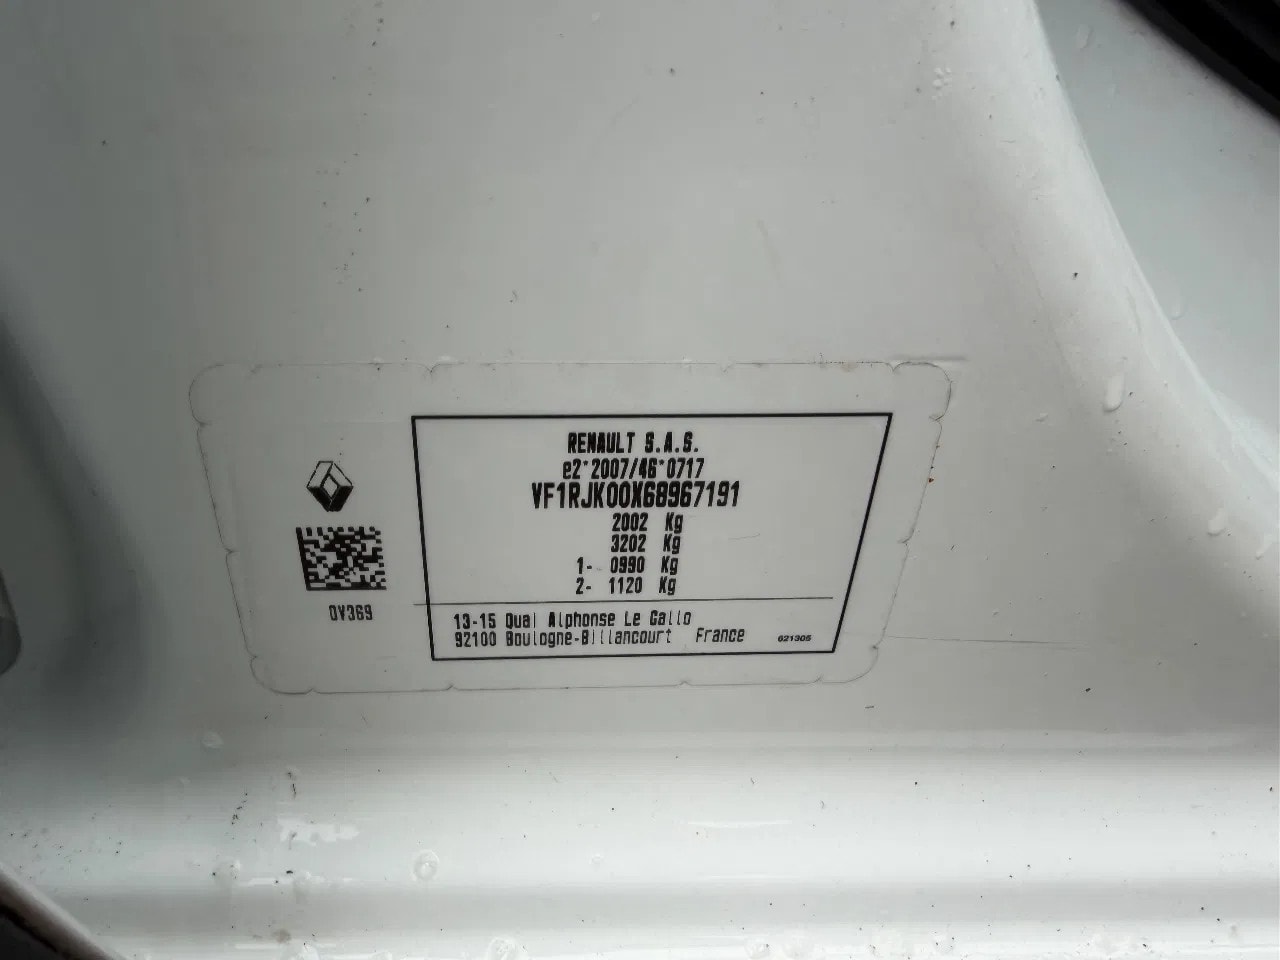 RENAULT S.A.S.
e2*2007/46*0717
VF1RJK00X68967191
2002 Kg
3202 Kg
1- 0990 Kg
2- 1120 Kg
0V369
13-15 Quai Alphonse Le Gallo
92100 Boulogne-Billancourt France
621305